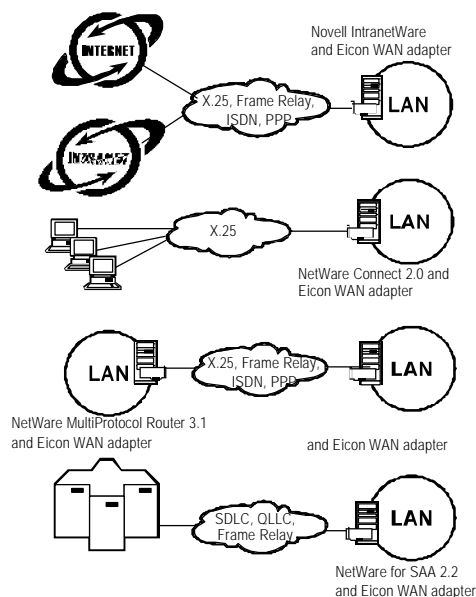 Novell IntranetWare
and Eicon WAN adapter
INTERNET
X.25, Frame Relay,
ISDN, PPP
LAN
INTRANET
X.25
LAN
NetWare Connect 2.0 and
Eicon WAN adapter
LAN
X.25, Frame Relay,
ISDN, PPP
LAN
NetWare MultiProtocol Router 3.1
and Eicon WAN adapter
and Eicon WAN adapter
SDLC, QLLC,
Frame Relay
LAN
NetWare for SAA 2.2
and Eicon WAN adapter